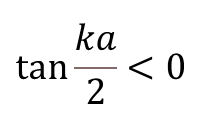 tan ka/2 < 0